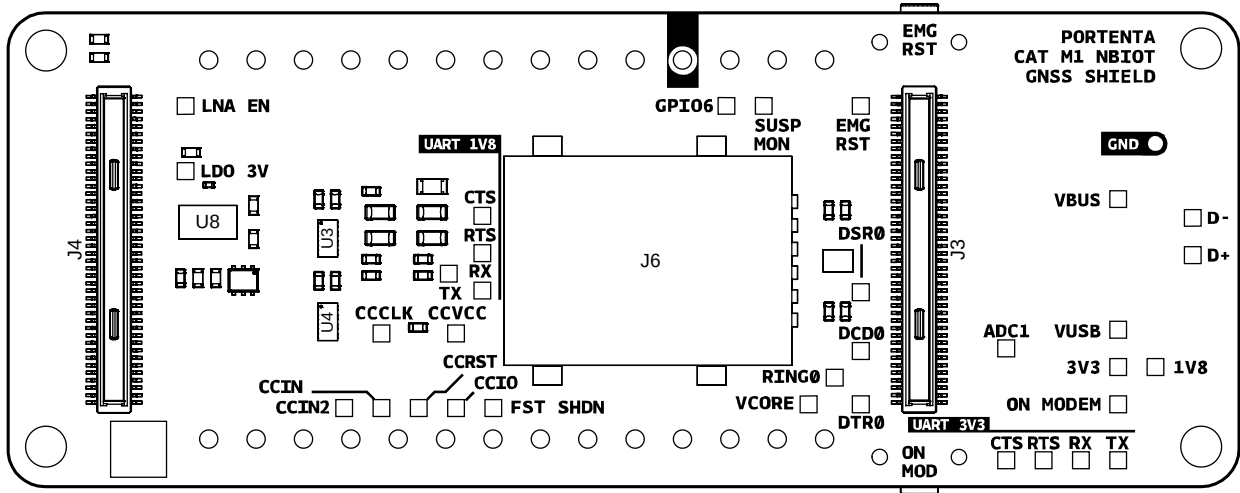 EMG
RST
PORTENTA
CAT M1 NBIOT
GNSS SHIELD
LNA EN
GPIO6
SUSP
MON
EMG
RST
UART 1V8
GND
LDO 3V
CTS
VBUS
U8
U3
RTS
DSR0
D-
J4
J6
J3
D+
RX
TX
U4
CCCLK
CCVCC
DCD0
ADC1
VUSB
CCRST
CCIN
CCIO
RING0
3V3
1V8
CCIN2
FST SHDN
VCORE
ON MODEM
DTR0
UART 3V3
ON
MOD
CTS
RTS
RX
TX